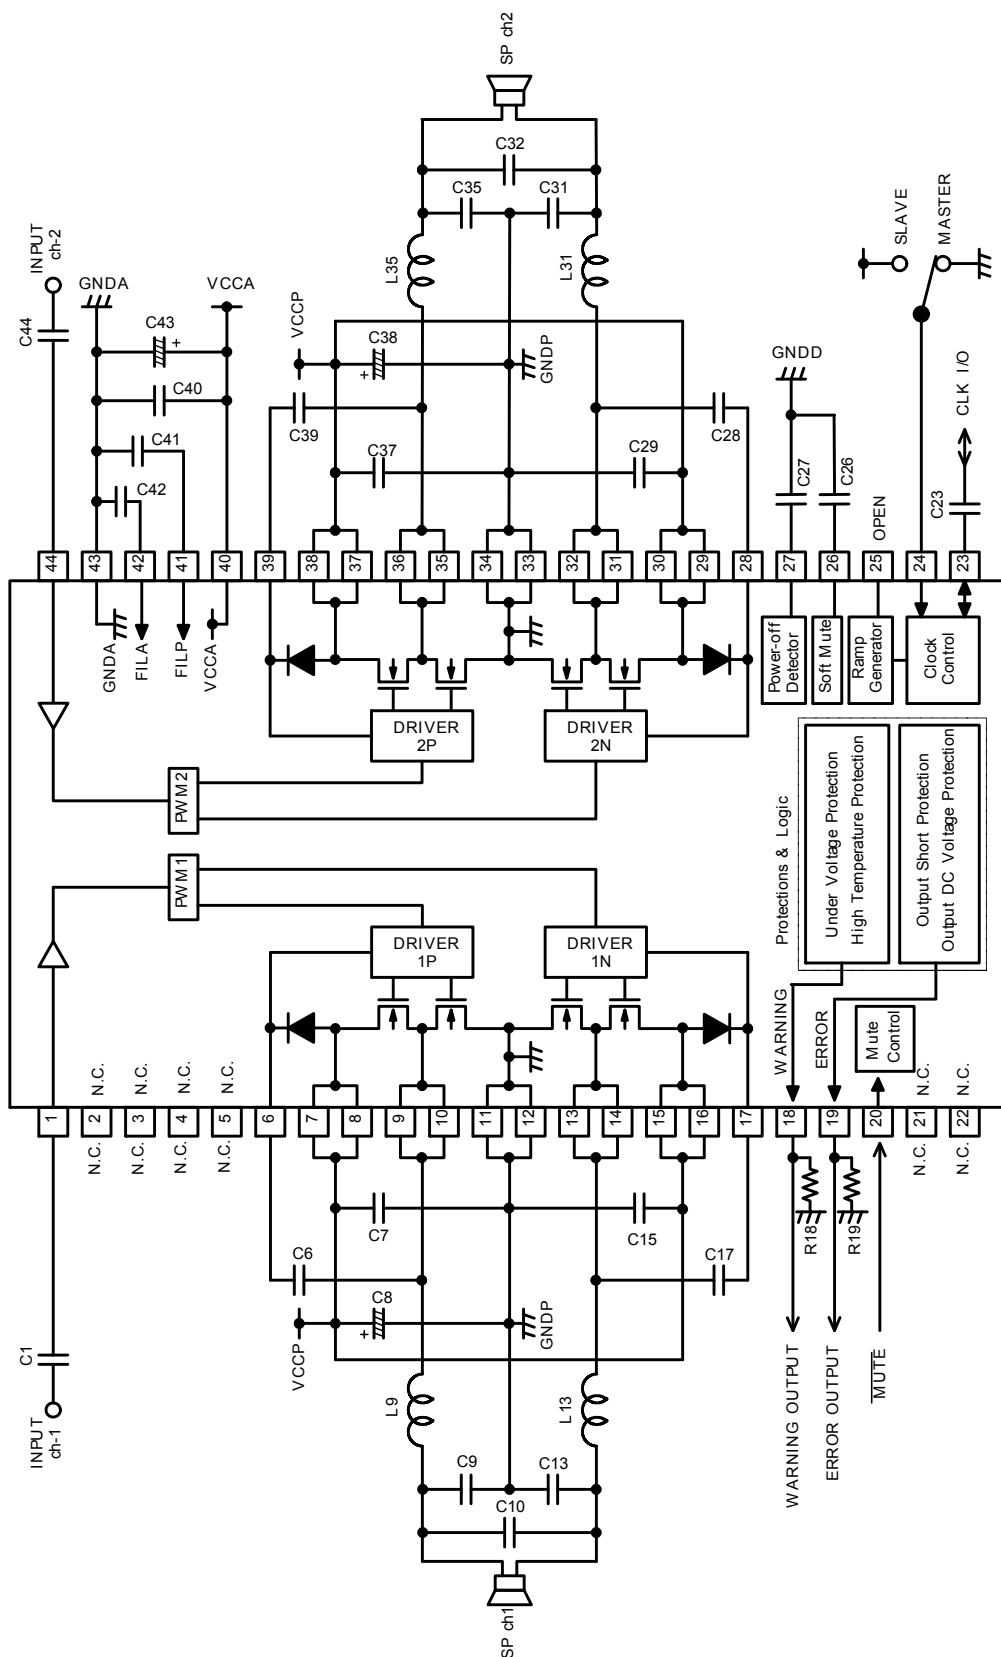 SP ch2
C32
C35
C31
L35
L31
INPUT
ch-2
C44
GNDA
C43
+
VCCA
C40
C41
C42
VCCP
+
C38
GNDP
C39
C37
C29
C28
SLAVE
MASTER
GNDD
C27
C26
OPEN
CLK I/O
C23
44
43
42
41
40
39
38
37
36
35
34
33
32
31
30
29
28
27
26
25
24
23
GNDA
FILA
FILP
VCCA
Power-off
Detector
Soft Mute
Ramp
Generator
Clock
Control
DRIVER
2P
DRIVER
2N
PWM2
PWM1
DRIVER
1P
DRIVER
1N
Protections & Logic
Under Voltage Protection
High Temperature Protection
Output Short Protection
Output DC Voltage Protection
WARNING
ERROR
Mute
Control
N.C.
N.C.
N.C.
N.C.
N.C.
N.C.
1
2
3
4
5
6
7
8
9
10
11
12
13
14
15
16
17
18
19
20
21
22
N.C.
N.C.
N.C.
N.C.
N.C.
N.C.
C7
C15
C6
C17
VCCP
+
C8
GNDP
R18
R19
C1
INPUT
ch-1
L9
L13
C9
C13
C10
SP ch1
WARNING OUTPUT
ERROR OUTPUT
MUTE